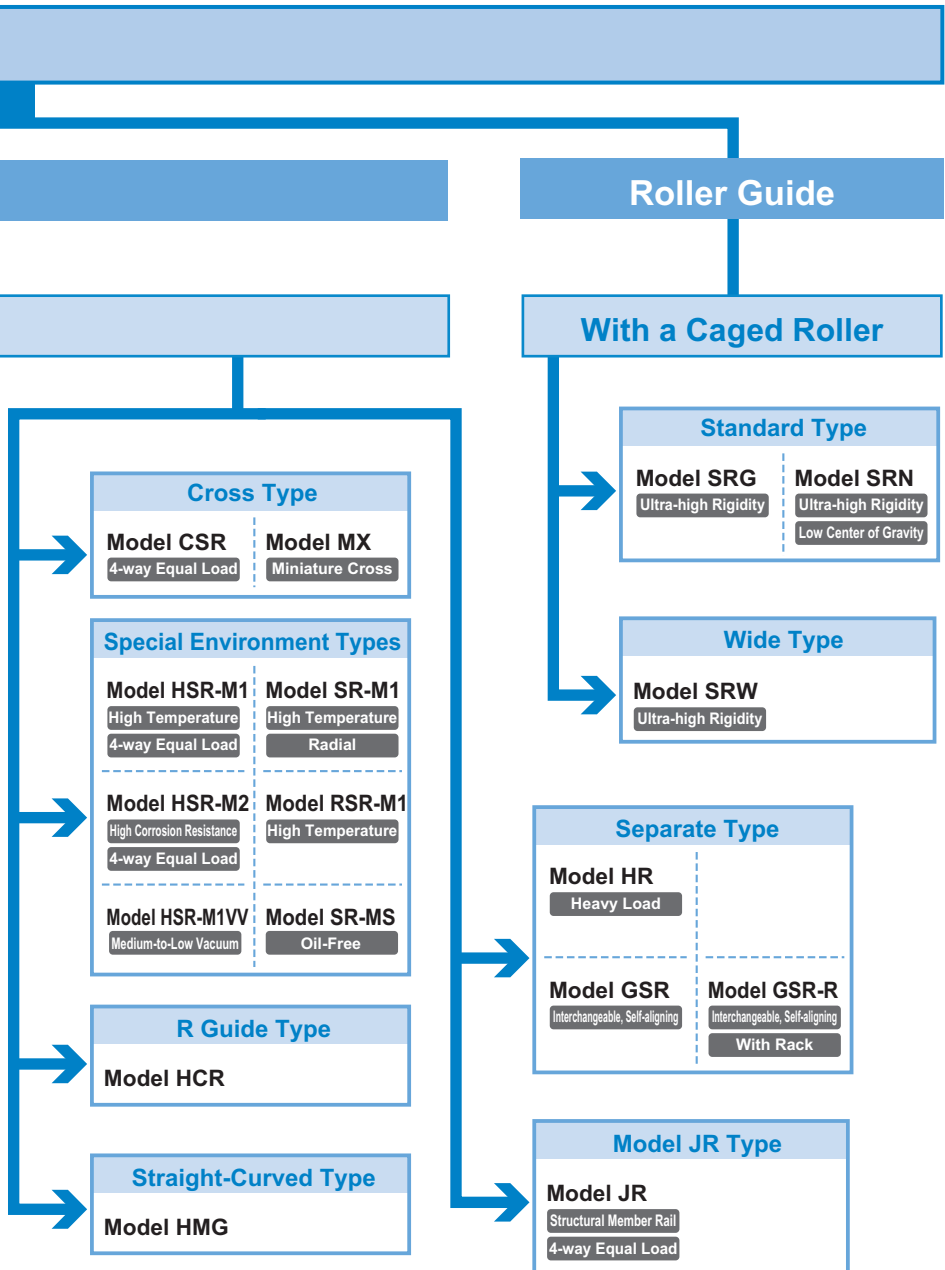 Roller Guide
With a Caged Roller
Standard Type
Model SRG
Ultra-high Rigidity
Model SRN
Ultra-high Rigidity
Low Center of Gravity
Wide Type
Model SRW
Ultra-high Rigidity
Cross Type
Model CSR
4-way Equal Load
Model MX
Miniature Cross
Special Environment Types
Model HSR-M1
High Temperature
4-way Equal Load
Model SR-M1
High Temperature
Radial
Model HSR-M2
High Corrosion Resistance
4-way Equal Load
Model RSR-M1
High Temperature
Model HSR-M1VV
Medium-to-Low Vacuum
Model SR-MS
Oil-Free
R Guide Type
Model HCR
Straight-Curved Type
Model HMG
Separate Type
Model HR
Heavy Load
Model GSR
Interchangeable, Self-aligning
Model GSR-R
Interchangeable, Self-aligning
With Rack
Model JR Type
Model JR
Structural Member Rail
4-way Equal Load